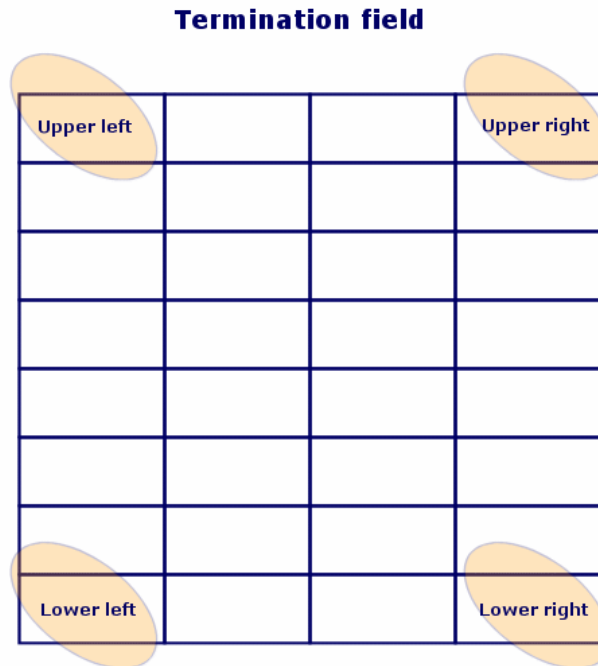 Termination field
Upper left
Upper right
Lower left
Lower right